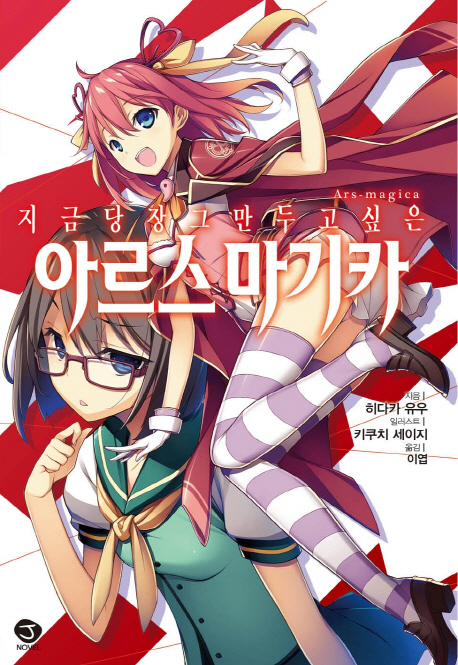 Ars-magica
지금당장그만두고싶은
아르스 마기카
지음
히다카 유우
일러스트
키쿠치 세이지
옮김
이엽
J
NOVEL